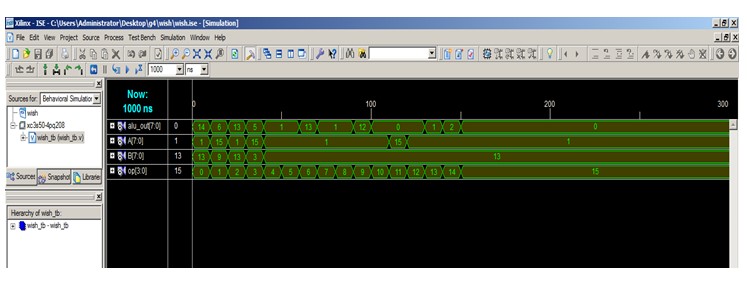 Xilinx - ISE - C:\Users\Administrator\Desktop\g4\wish\wish.ise - [Simulation]
File Edit View Project Source Process Test Bench Simulation Window Help
1000 ns
Sources for: Behavioral Simulation
wish
xc3s50-4pq208
wish_tb (wish_tb.v)
Sources Snapshot Libraries
Hierarchy of wish_tb:
wish_tb - wish_tb
Now:
1000 ns
0 100 200 300
alu_out[7:0] 0 14 6 13 5 1 13 1 12 0 1 2 0
A[7:0] 1 1 15 1 15 1 15 1
B[7:0] 13 13 9 13 3 13
op[3:0] 15 0 1 2 3 4 5 6 7 8 9 10 11 12 13 14 15